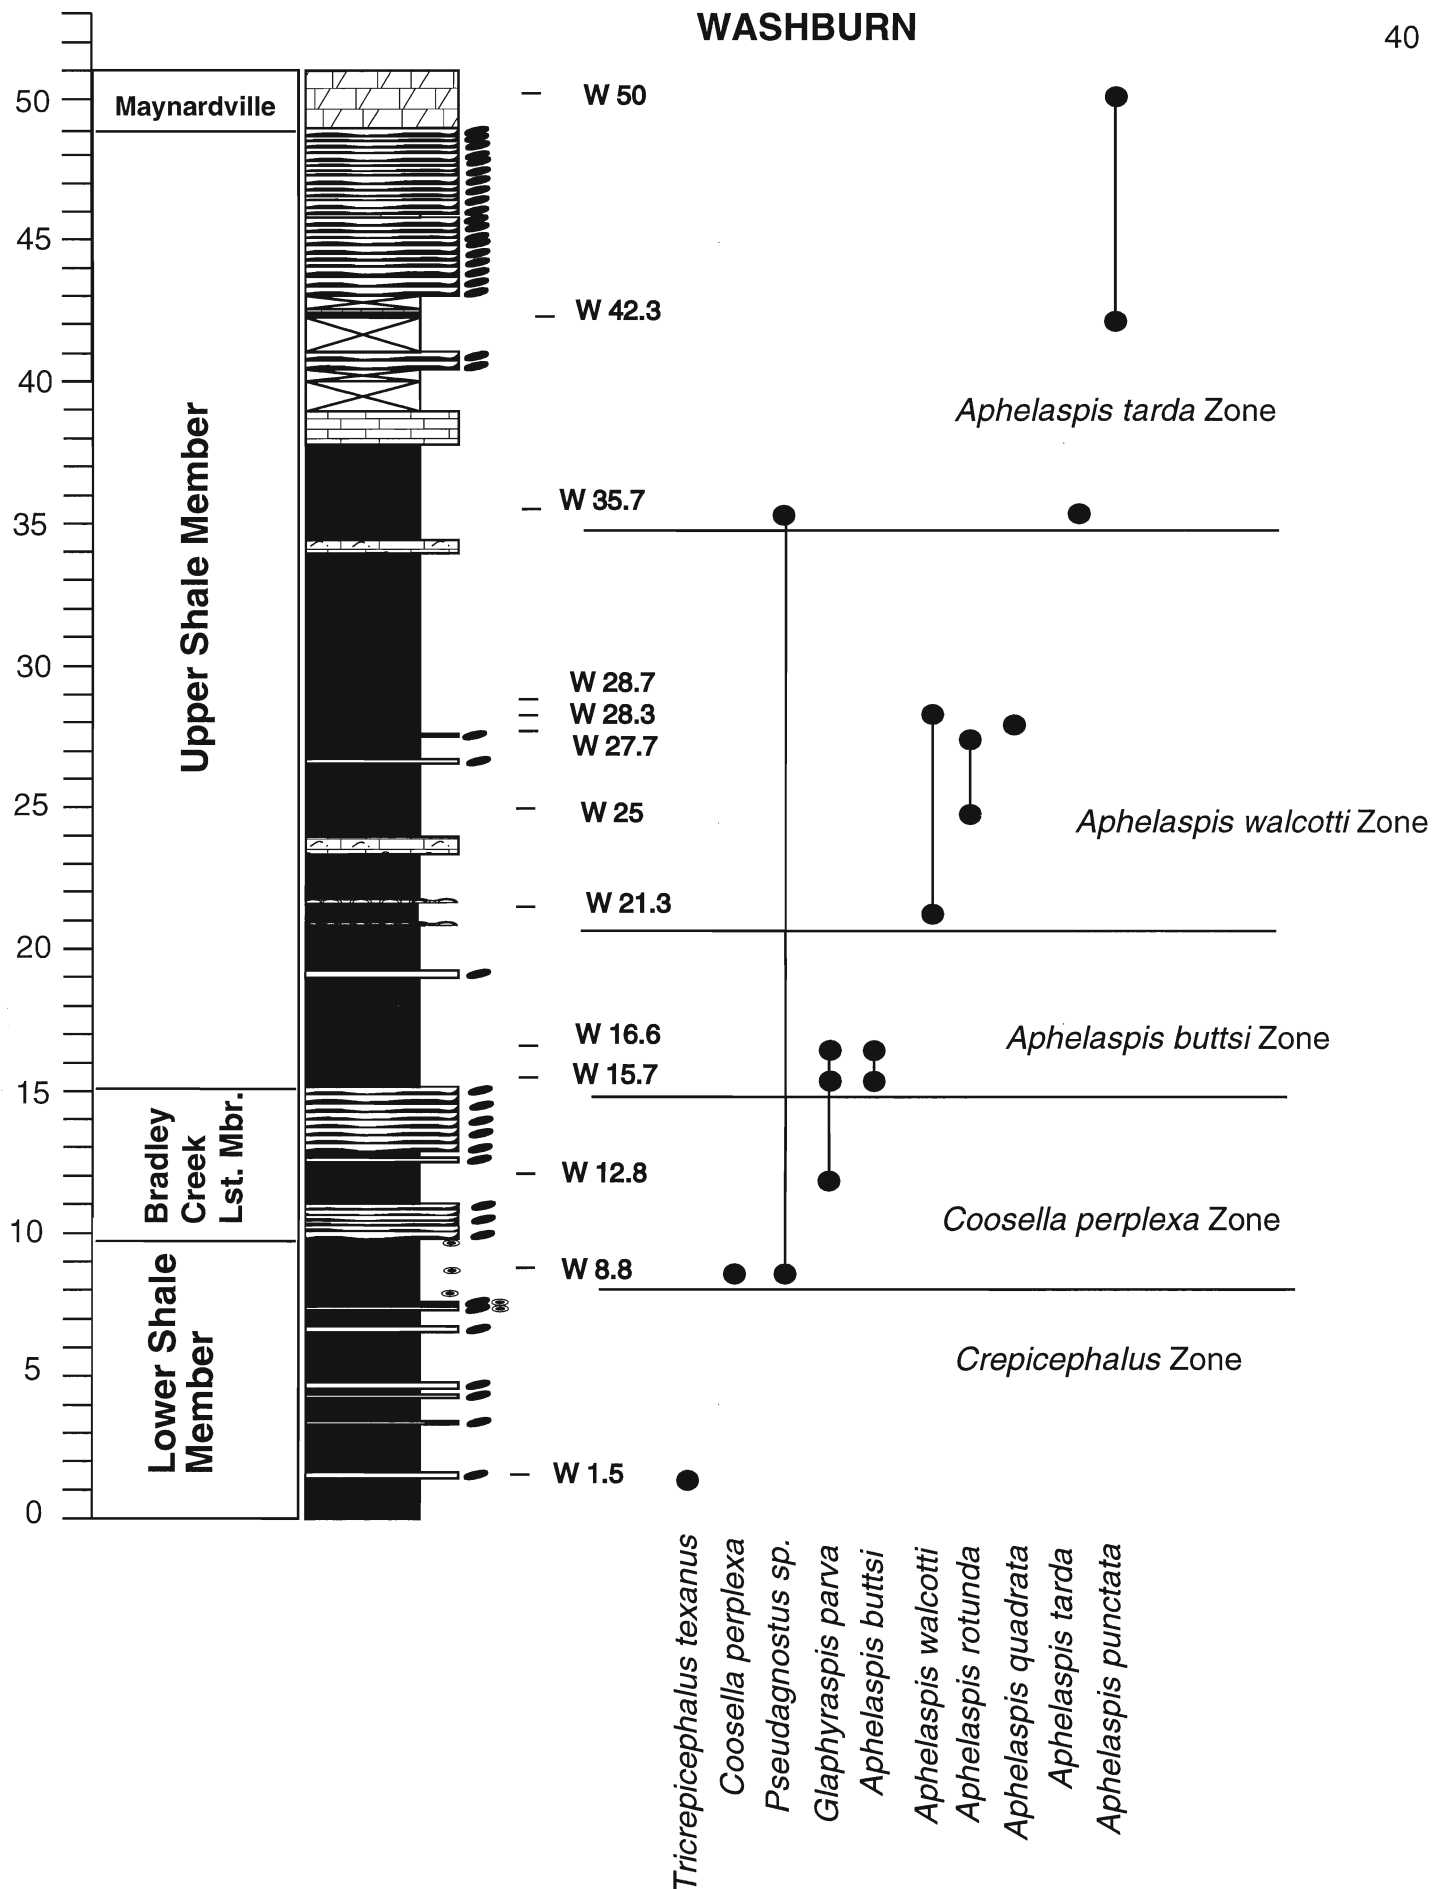 WASHBURN
40
50
45
40
35
30
25
20
15
10
5
0
Maynardville
Upper Shale Member
Bradley
Creek
Lst. Mbr.
Lower Shale
Member
W 50
W 42.3
W 35.7
W 28.7
W 28.3
W 27.7
W 25
W 21.3
W 16.6
W 15.7
W 12.8
W 8.8
W 1.5
Aphelaspis tarda Zone
Aphelaspis walcotti Zone
Aphelaspis buttsi Zone
Coosella perplexa Zone
Crepicephalus Zone
Tricrepicephalus texanus
Coosella perplexa
Pseudagnostus sp.
Glaphyraspis parva
Aphelaspis buttsi
Aphelaspis walcotti
Aphelaspis rotunda
Aphelaspis quadrata
Aphelaspis tarda
Aphelaspis punctata